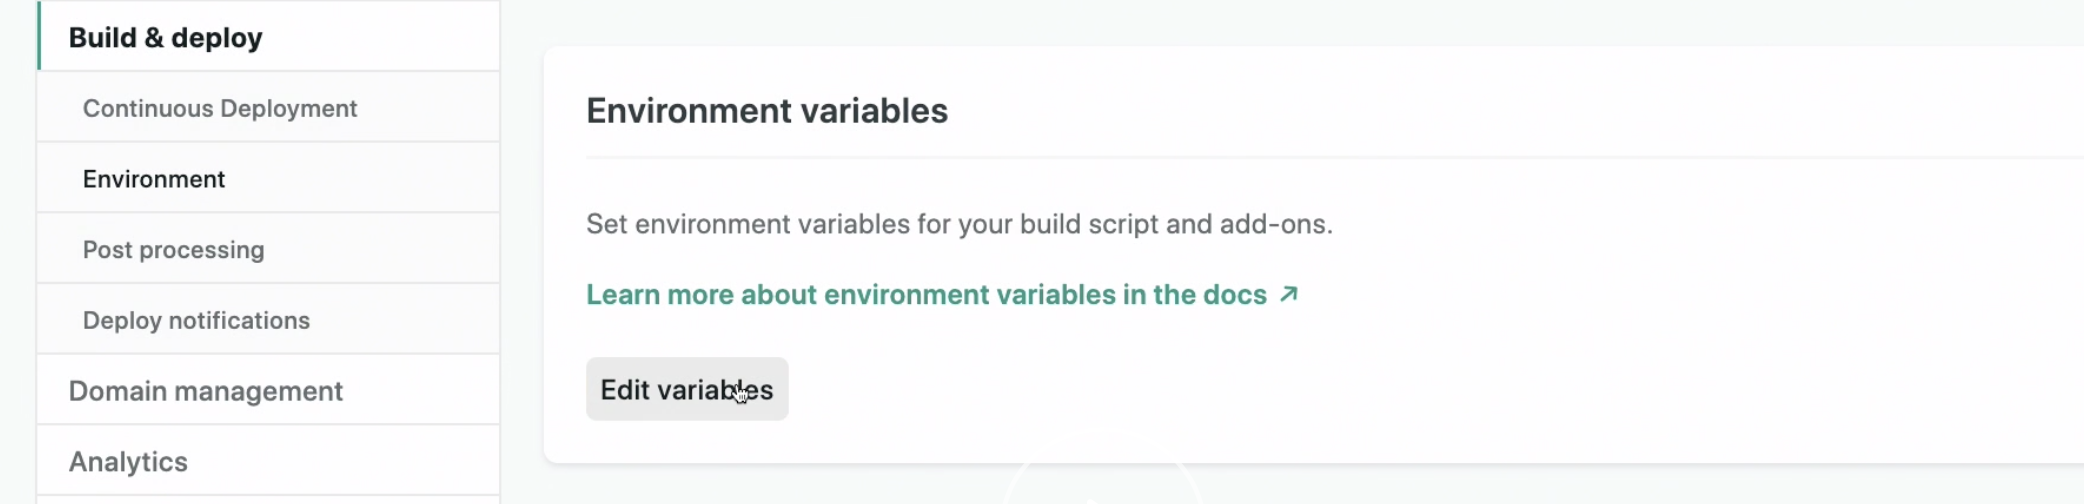 Build & deploy
Continuous Deployment
Environment
Post processing
Deploy notifications
Domain management
Analytics
Environment variables
Set environment variables for your build script and add-ons.
Learn more about environment variables in the docs ↗
Edit variables